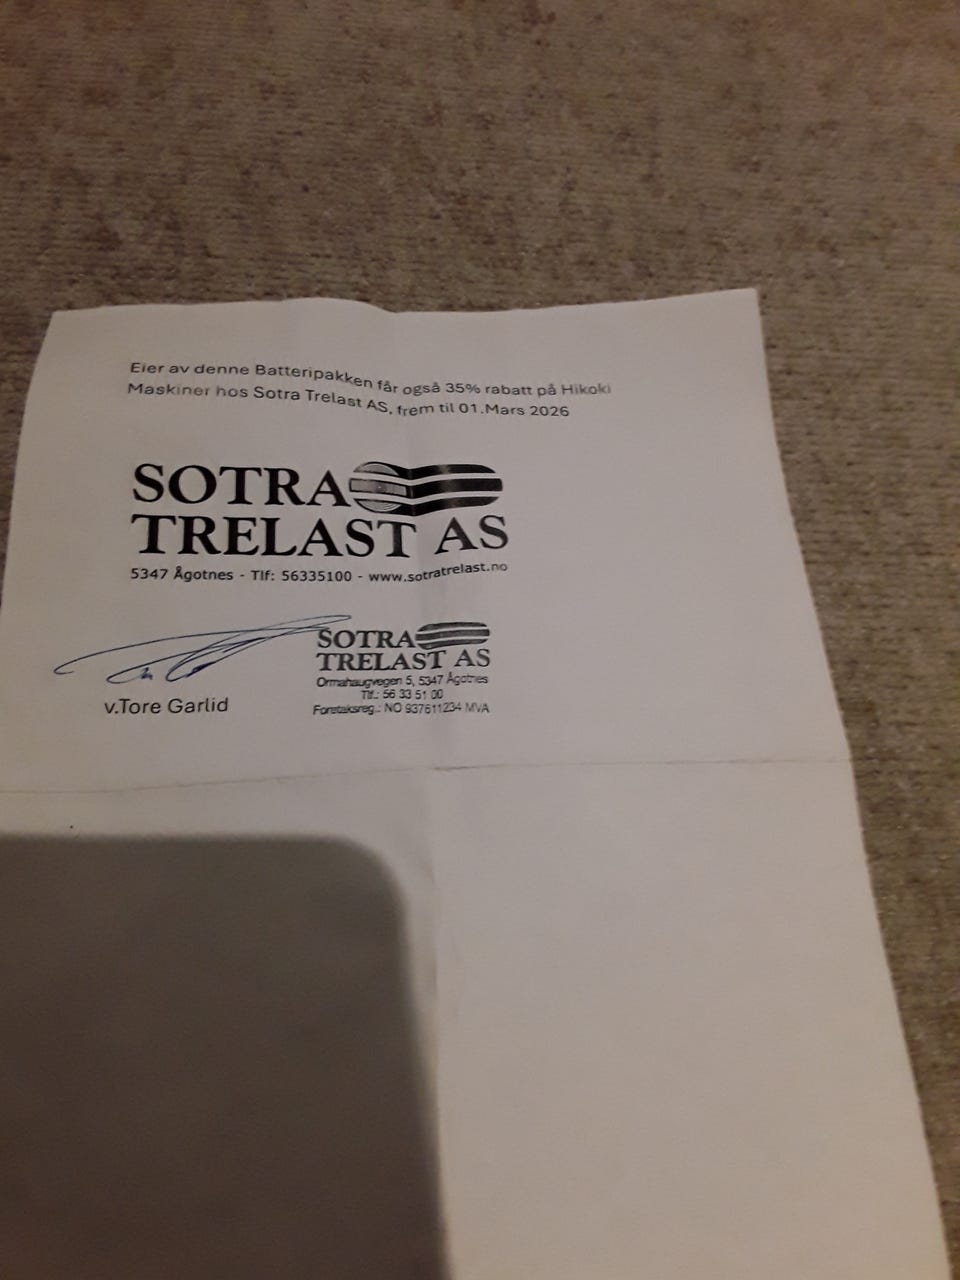 Eier av denne Batteripakken får også 35% rabatt på Hikoki
Maskiner hos Sotra Trelast AS, frem til 01.Mars 2026
SOTRA
TRELAST AS
5347 Ågotnes - Tlf: 56335100 - www.sotratrelast.no
SOTRA
TRELAST AS
Ormahaugvegen 5, 5347 Ågotnes
Tlf.: 56 33 51 00
Foretaksreg.: NO 937611234 MVA
v.Tore Garlid